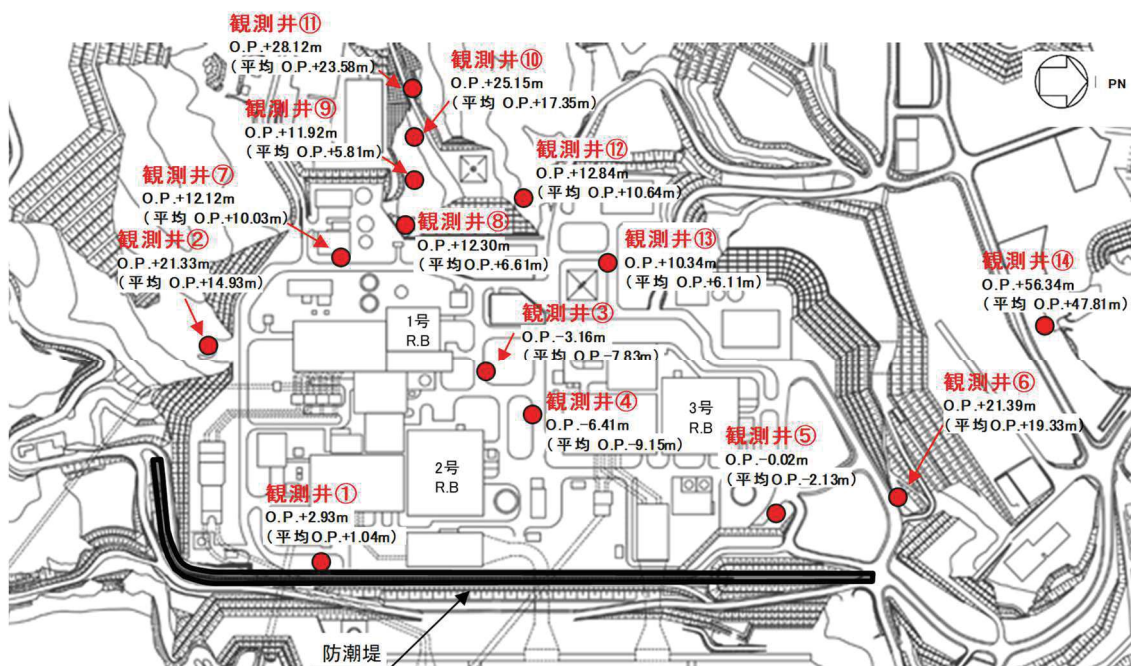 観測井⑪
O.P.+28.12m
(平均 O.P.+23.58m)
観測井⑩
O.P.+25.15m
(平均 O.P.+17.35m)
PN
観測井⑨
O.P.+11.92m
(平均 O.P.+5.81m)
観測井⑫
O.P.+12.84m
(平均 O.P.+10.64m)
観測井⑦
O.P.+12.12m
(平均 O.P.+10.03m)
観測井⑧
O.P.+12.30m
(平均O.P.+6.61m)
観測井⑬
O.P.+10.34m
(平均O.P.+6.11m)
観測井②
O.P.+21.33m
(平均O.P.+14.93m)
観測井⑭
O.P.+56.34m
(平均O.P.+47.81m)
1号
R.B
観測井③
O.P.-3.16m
(平均 O.P-7.83m)
観測井⑥
O.P.+21.39m
(平均O.P.+19.33m)
観測井④
O.P.-6.41m
(平均O.P-9.15m)
3号
R.B
観測井⑤
O.P.-0.02m
(平均O.P.-2.13m)
2号
R.B
観測井①
O.P.+2.93m
(平均O.P.+1.04m)
防潮堤